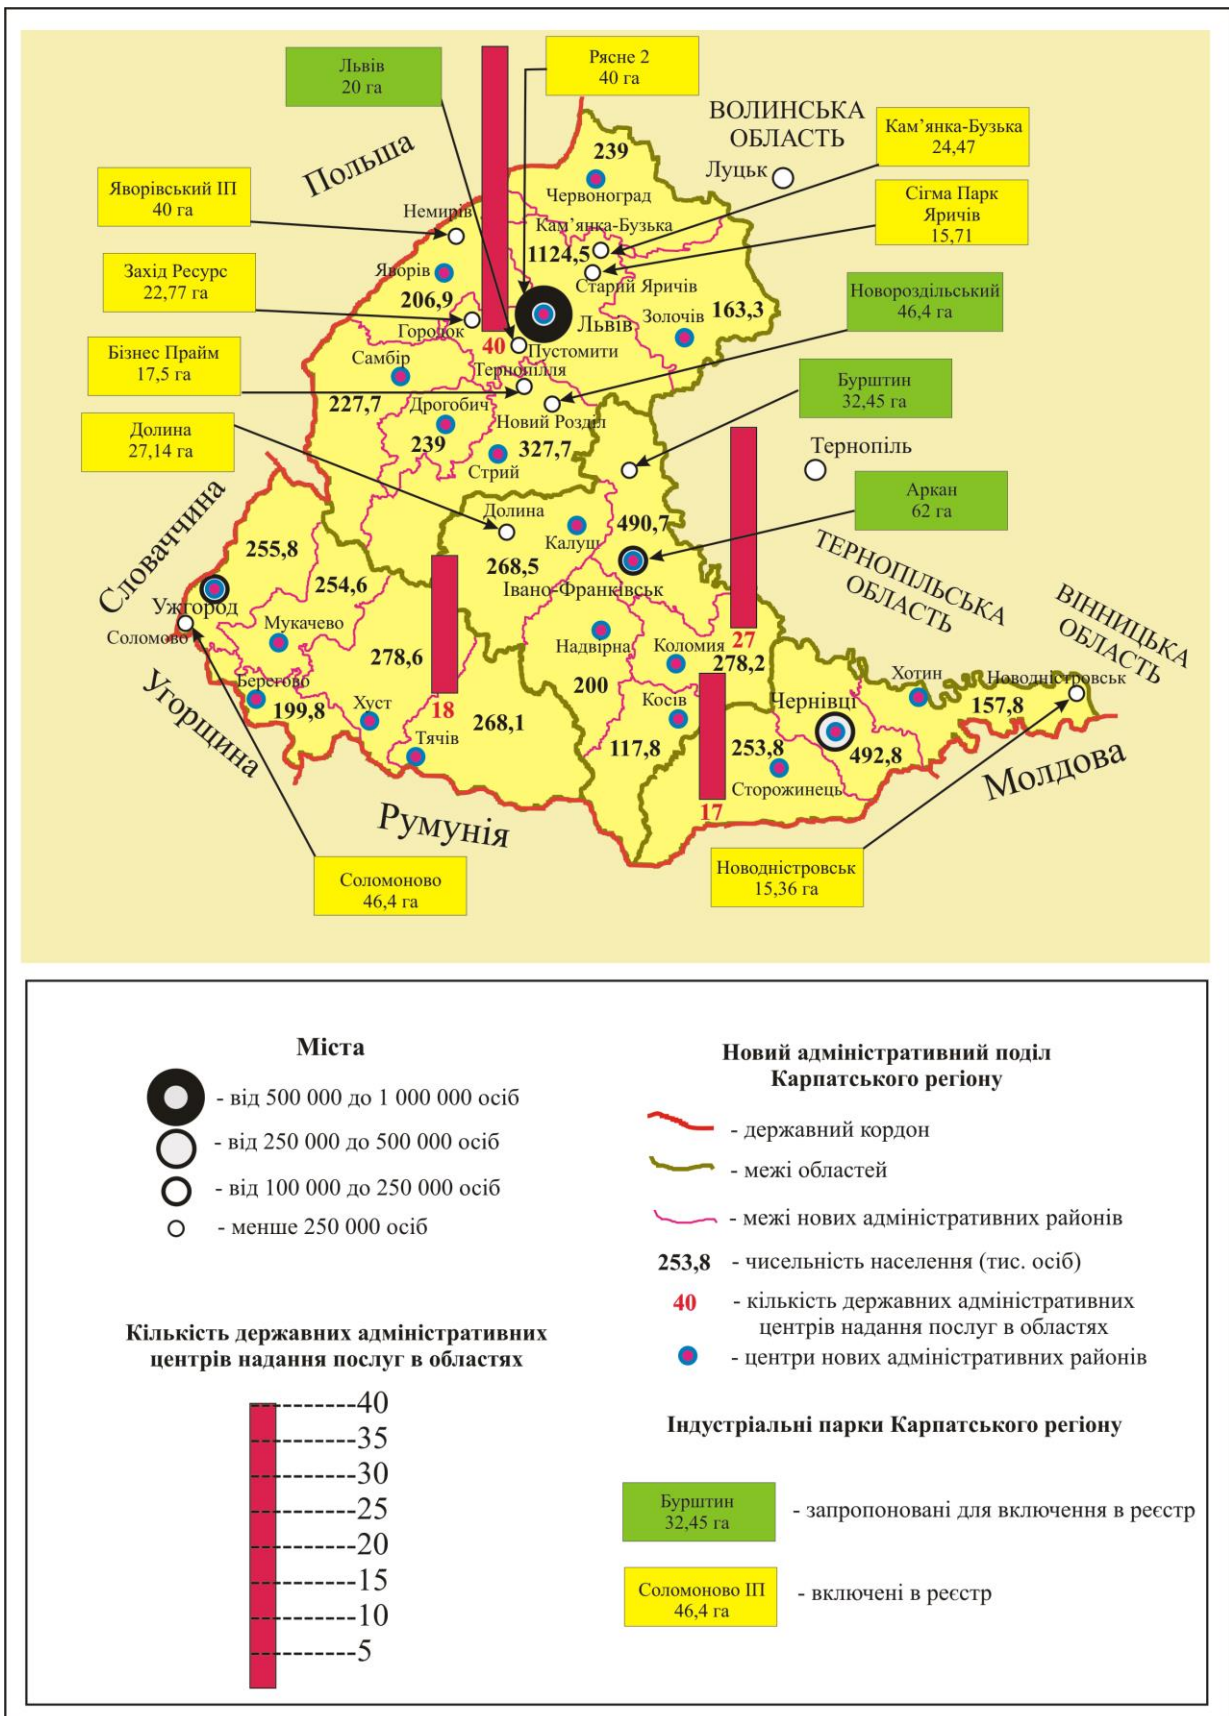 Львів
20 га
Рясне 2
40 га
ВОЛИНСЬКА
ОБЛАСТЬ
Луцьк
Кам’янка-Бузька
24,47
Польша
239
Червоноград
Яворівський ІП
40 га
Сігма Парк
Яричів
15,71
Немирів
Кам’янка-Бузька
1124,5
Захід Ресурс
22,77 га
Яворів
206,9
Старий Яричів
Новороздільський
46,4 га
163,3
Городок
Львів
Золочів
40
Пустомити
Бізнес Прайм
17,5 га
Самбір
Тернопілля
Бурштин
32,45 га
227,7
Дрогобич
Новий Розділ
Долина
27,14 га
239
327,7
Стрий
Тернопіль
Аркан
62 га
Словаччина
Долина
490,7
Калуш
255,8
268,5
ТЕРНОПІЛЬСЬКА
ОБЛАСТЬ
254,6
Івано-Франківськ
ВІННИЦЬКА
ОБЛАСТЬ
Ужгород
Соломово
Мукачево
Надвірна
Коломия
27
278,6
278,2
Угорщина
Берегово
200
Хотин
Новодністровськ
199,8
Хуст
18
268,1
Косів
Чернівці
157,8
Тячів
117,8
253,8
492,8
Молдова
Сторожинець
Румунія
17
Соломоново
46,4 га
Новодністровськ
15,36 га
Міста
- від 500 000 до 1 000 000 осіб
- від 250 000 до 500 000 осіб
- від 100 000 до 250 000 осіб
- менше 250 000 осіб
Кількість державних адміністративних
центрів надання послуг в областях
40
35
30
25
20
15
10
5
Новий адміністративний поділ
Карпатського регіону
- державний кордон
- межі областей
- межі нових адміністративних районів
253,8 - чисельність населення (тис. осіб)
40 - кількість державних адміністративних
центрів надання послуг в областях
- центри нових адміністративних районів
Індустріальні парки Карпатського регіону
Бурштин
32,45 га
- запропоновані для включення в реєстр
Соломоново ІП
46,4 га
- включені в реєстр